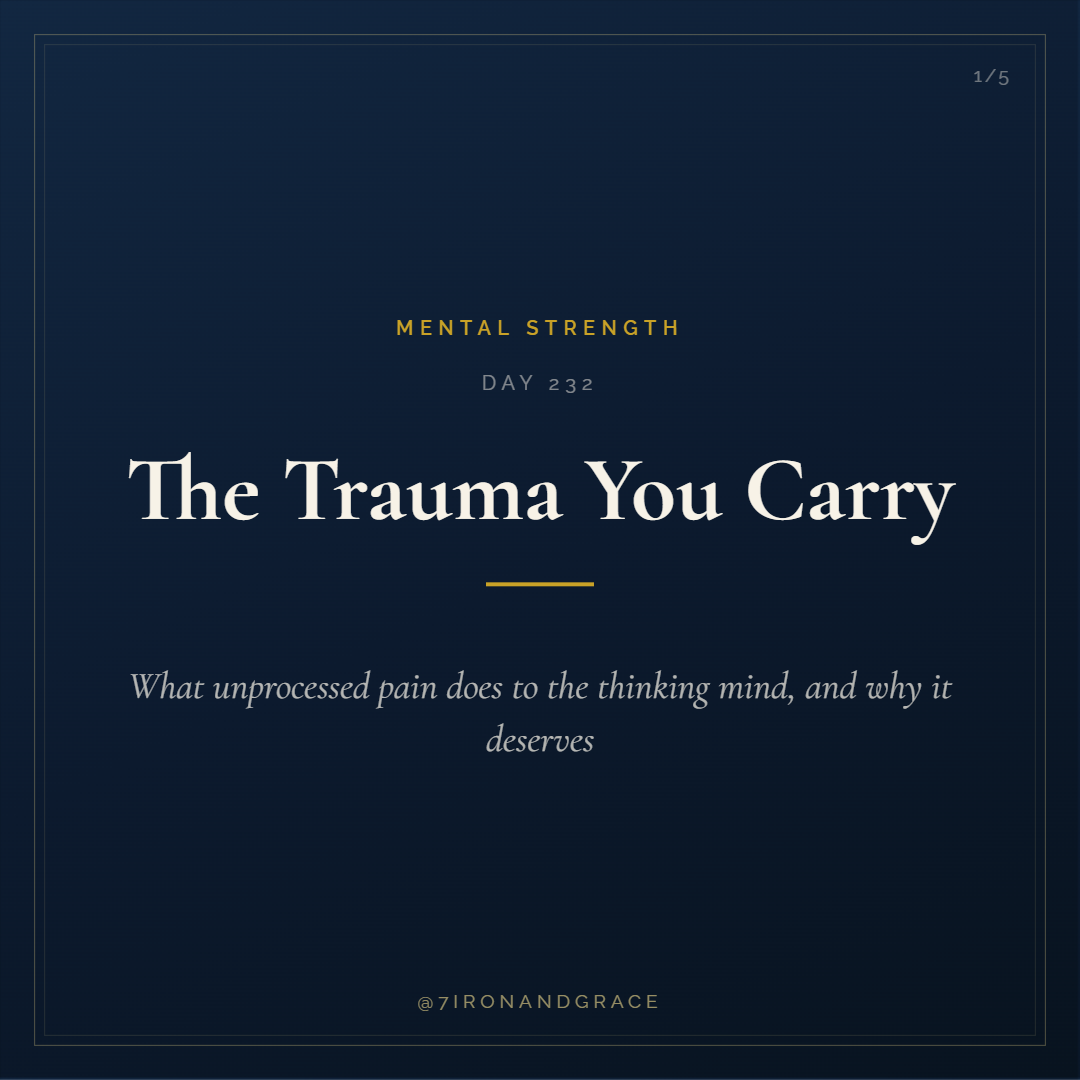 1/5
MENTAL STRENGTH
DAY 232
The Trauma You Carry
What unprocessed pain does to the thinking mind, and why it
deserves
@7IRONANDGRACE